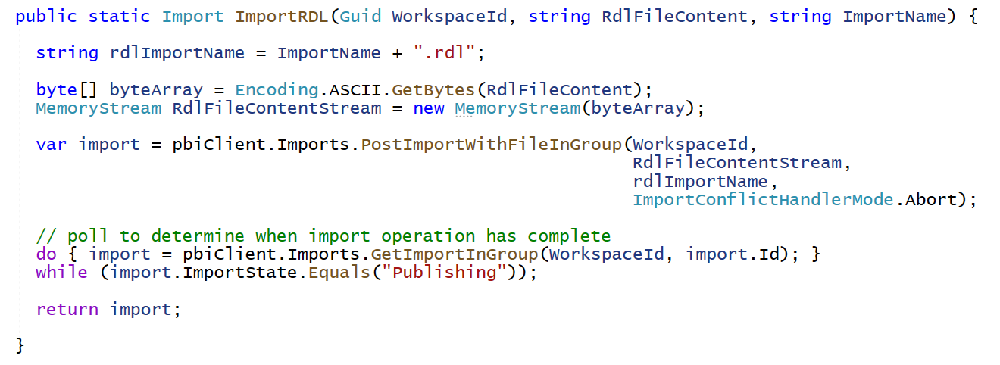 public static Import ImportRDL(Guid WorkspaceId, string RdlFileContent, string ImportName) {
string rdlImportName = ImportName + ".rdl";
byte[] byteArray = Encoding.ASCII.GetBytes(RdlFileContent);
MemoryStream RdlFileContentStream = new MemoryStream(byteArray);
var import = pbiClient.Imports.PostImportWithFileInGroup(WorkspaceId,
RdlFileContentStream,
rdlImportName,
ImportConflictHandlerMode.Abort);
// poll to determine when import operation has complete
do { import = pbiClient.Imports.GetImportInGroup(WorkspaceId, import.Id); }
while (import.ImportState.Equals("Publishing"));
return import;
}